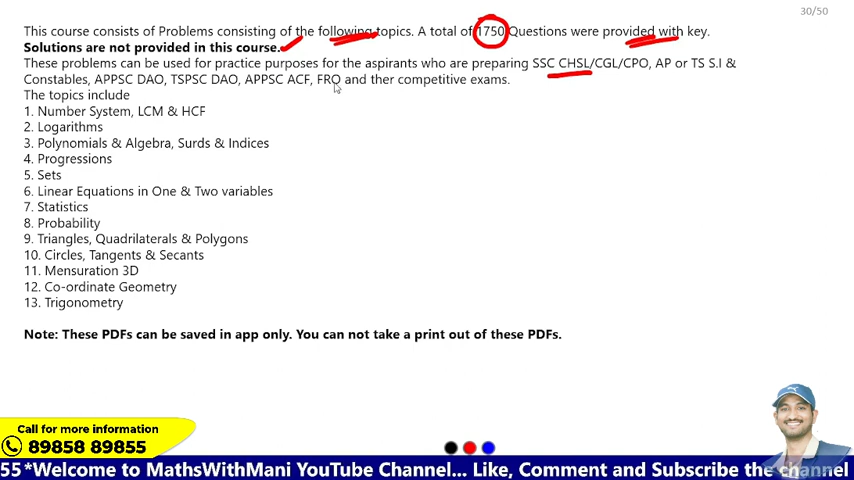 30/50
This course consists of Problems consisting of the following topics. A total of 1750 Questions were provided with key.
Solutions are not provided in this course.
These problems can be used for practice purposes for the aspirants who are preparing SSC CHSL/CGL/CPO, AP or TS S.I &
Constables, APPSC DAO, TSPSC DAO, APPSC ACF, FRO and ther competitive exams.
The topics include
1. Number System, LCM & HCF
2. Logarithms
3. Polynomials & Algebra, Surds & Indices
4. Progressions
5. Sets
6. Linear Equations in One & Two variables
7. Statistics
8. Probability
9. Triangles, Quadrilaterals & Polygons
10. Circles, Tangents & Secants
11. Mensuration 3D
12. Co-ordinate Geometry
13. Trigonometry
Note: These PDFs can be saved in app only. You can not take a print out of these PDFs.
Call for more information
89858 89855
55*Welcome to MathsWithMani YouTube Channel... Like, Comment and Subscribe the channel